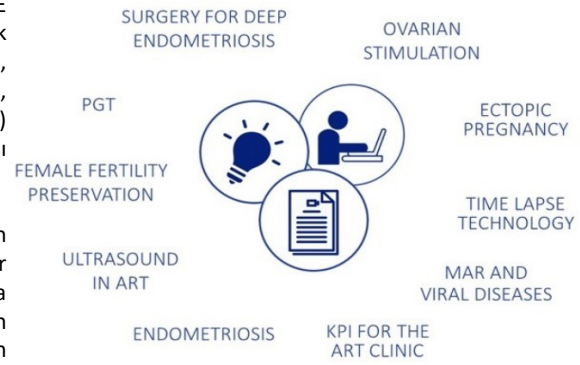 SURGERY FOR DEEP
ENDOMETRIOSIS
OVARIAN
STIMULATION
PGT
ECTOPIC
PREGNANCY
FEMALE FERTILITY
PRESERVATION
TIME LAPSE
TECHNOLOGY
ULTRASOUND
IN ART
MAR AND
VIRAL DISEASES
ENDOMETRIOSIS
KPI FOR THE
ART CLINIC